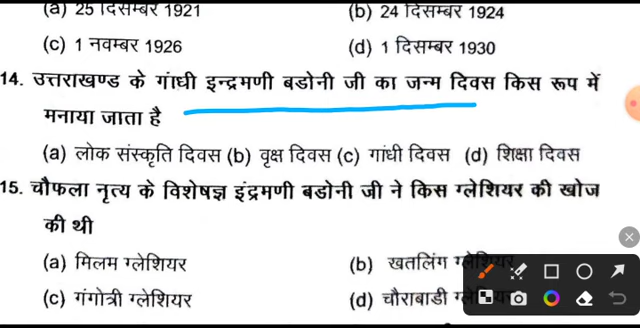 (a) 25 दिसम्बर 1921 (b) 24 दिसम्बर 1924
(c) 1 नवम्बर 1926 (d) 1 दिसम्बर 1930
14. उत्तराखण्ड के गांधी इन्द्रमणी बडोनी जी का जन्म दिवस किस रूप में
मनाया जाता है
(a) लोक संस्कृति दिवस (b) वृक्ष दिवस (c) गांधी दिवस (d) शिक्षा दिवस
15. चौफला नृत्य के विशेषज्ञ इंद्रमणी बडोनी जी ने किस ग्लेशियर की खोज
की थी
(a) मिलम ग्लेशियर (b) खतलिंग ग्लेशियर
(c) गंगोत्री ग्लेशियर (d) चौराबाडी ग्लेशियर